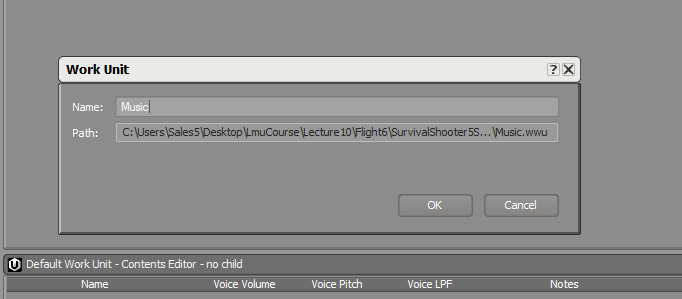 Work Unit
Name: Music
Path: C:\Users\Sales5\Desktop\LmuCourse\Lecture10\Flight6\SurvivalShooter5S...\Music.wwu
OK Cancel
Default Work Unit - Contents Editor - no child
Name Voice Volume Voice Pitch Voice LPF Notes